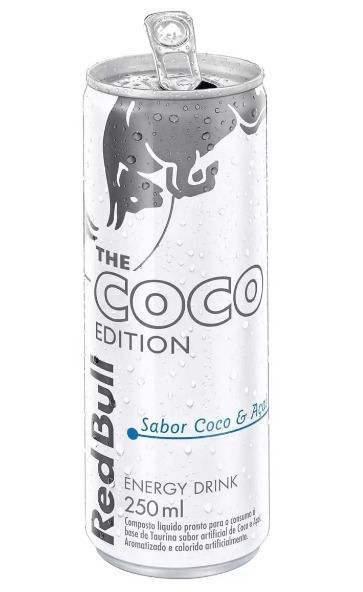 THE
COCO
EDITION
Red Bull
Sabor Coco & Açaí
ENERGY DRINK
250 ml
Composto líquido pronto para o consumo à
base de Taurina sabor artificial de Coco e Açaí.
Aromatizado e colorido artificialmente.